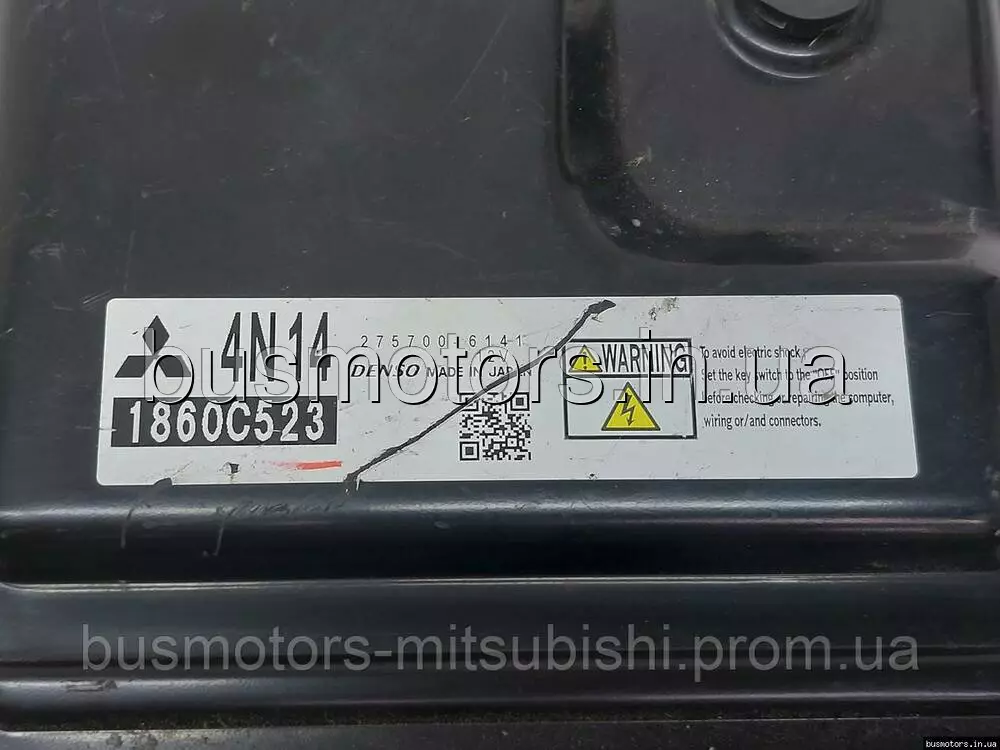 4N14
275700-6141
DENSO MADE IN JAPAN
1860C523
WARNING
To avoid electric shock,
Set the key switch to the "OFF" position
before checking or repairing the computer,
wiring or/and connectors.
busmotors.in.ua
busmotors-mitsubishi.prom.ua
busmotors.in.ua